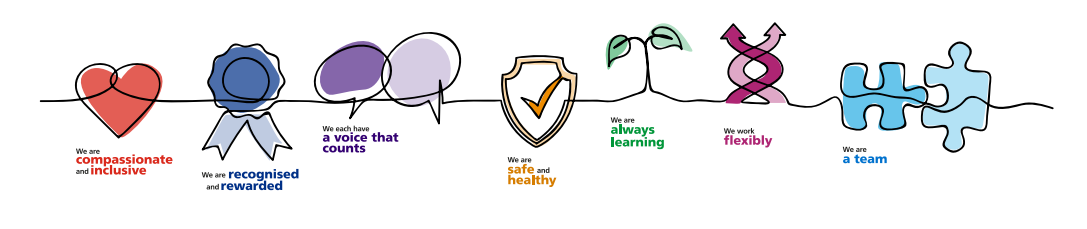 We are
compassionate
and inclusive
We are recognised
and rewarded
We each have
a voice that
counts
We are
safe and
healthy
We are
always
learning
We work
flexibly
We are
a team